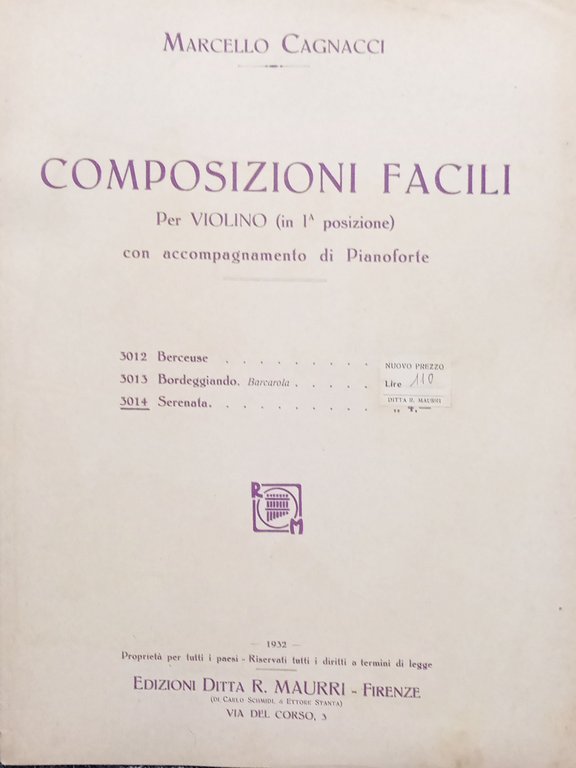 MARCELLO CAGNACCI
COMPOSIZIONI FACILI
Per VIOLINO (in 1ᴬ posizione)
con accompagnamento di Pianoforte
3012 Berceuse . . . . . . . . .
3013 Bordeggiando. Barcarola . . . . .
3014 Serenata. . . . . . . . . . „ 4.—
NUOVO PREZZO
Lire 110
DITTA R. MAURRI
R M
— 1932 —
Proprietà per tutti i paesi - Riservati tutti i diritti a termini di legge
EDIZIONI DITTA R. MAURRI - FIRENZE
(DI CARLO SCHMIDL & ETTORE STANTA)
VIA DEL CORSO, 3